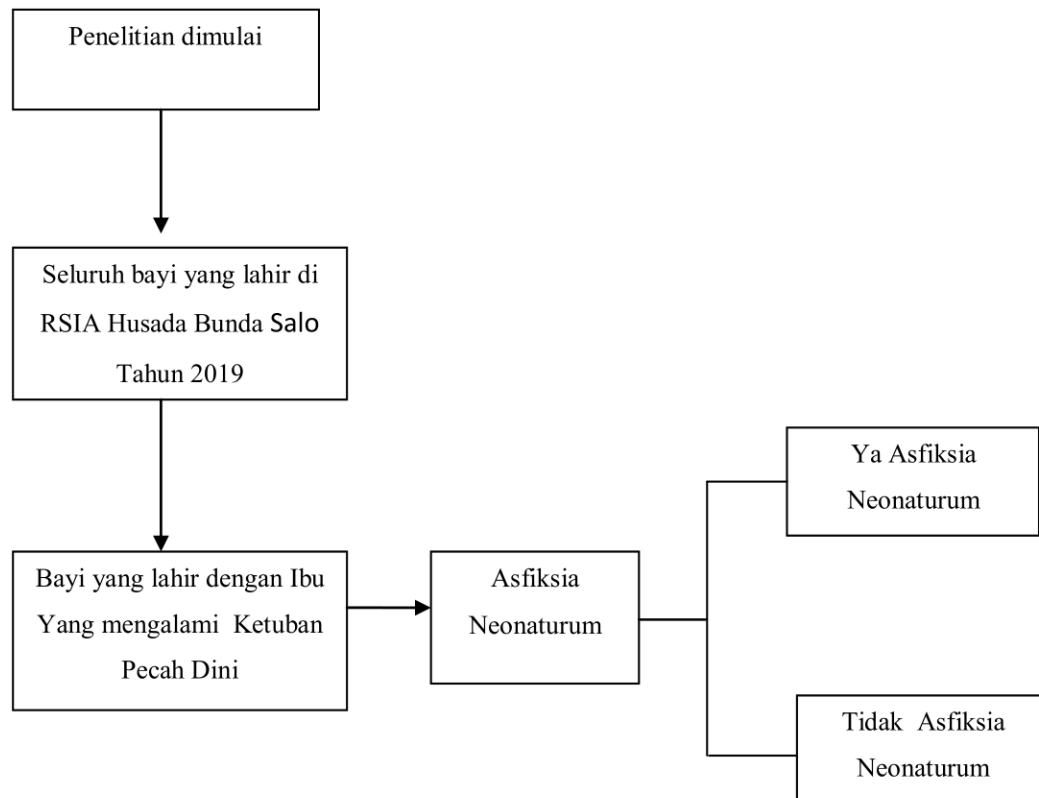 Penelitian dimulai
Seluruh bayi yang lahir di
RSIA Husada Bunda Salo
Tahun 2019
Bayi yang lahir dengan Ibu
Yang mengalami Ketuban
Pecah Dini
Asfiksia
Neonaturum
Ya Asfiksia
Neonaturum
Tidak Asfiksia
Neonaturum